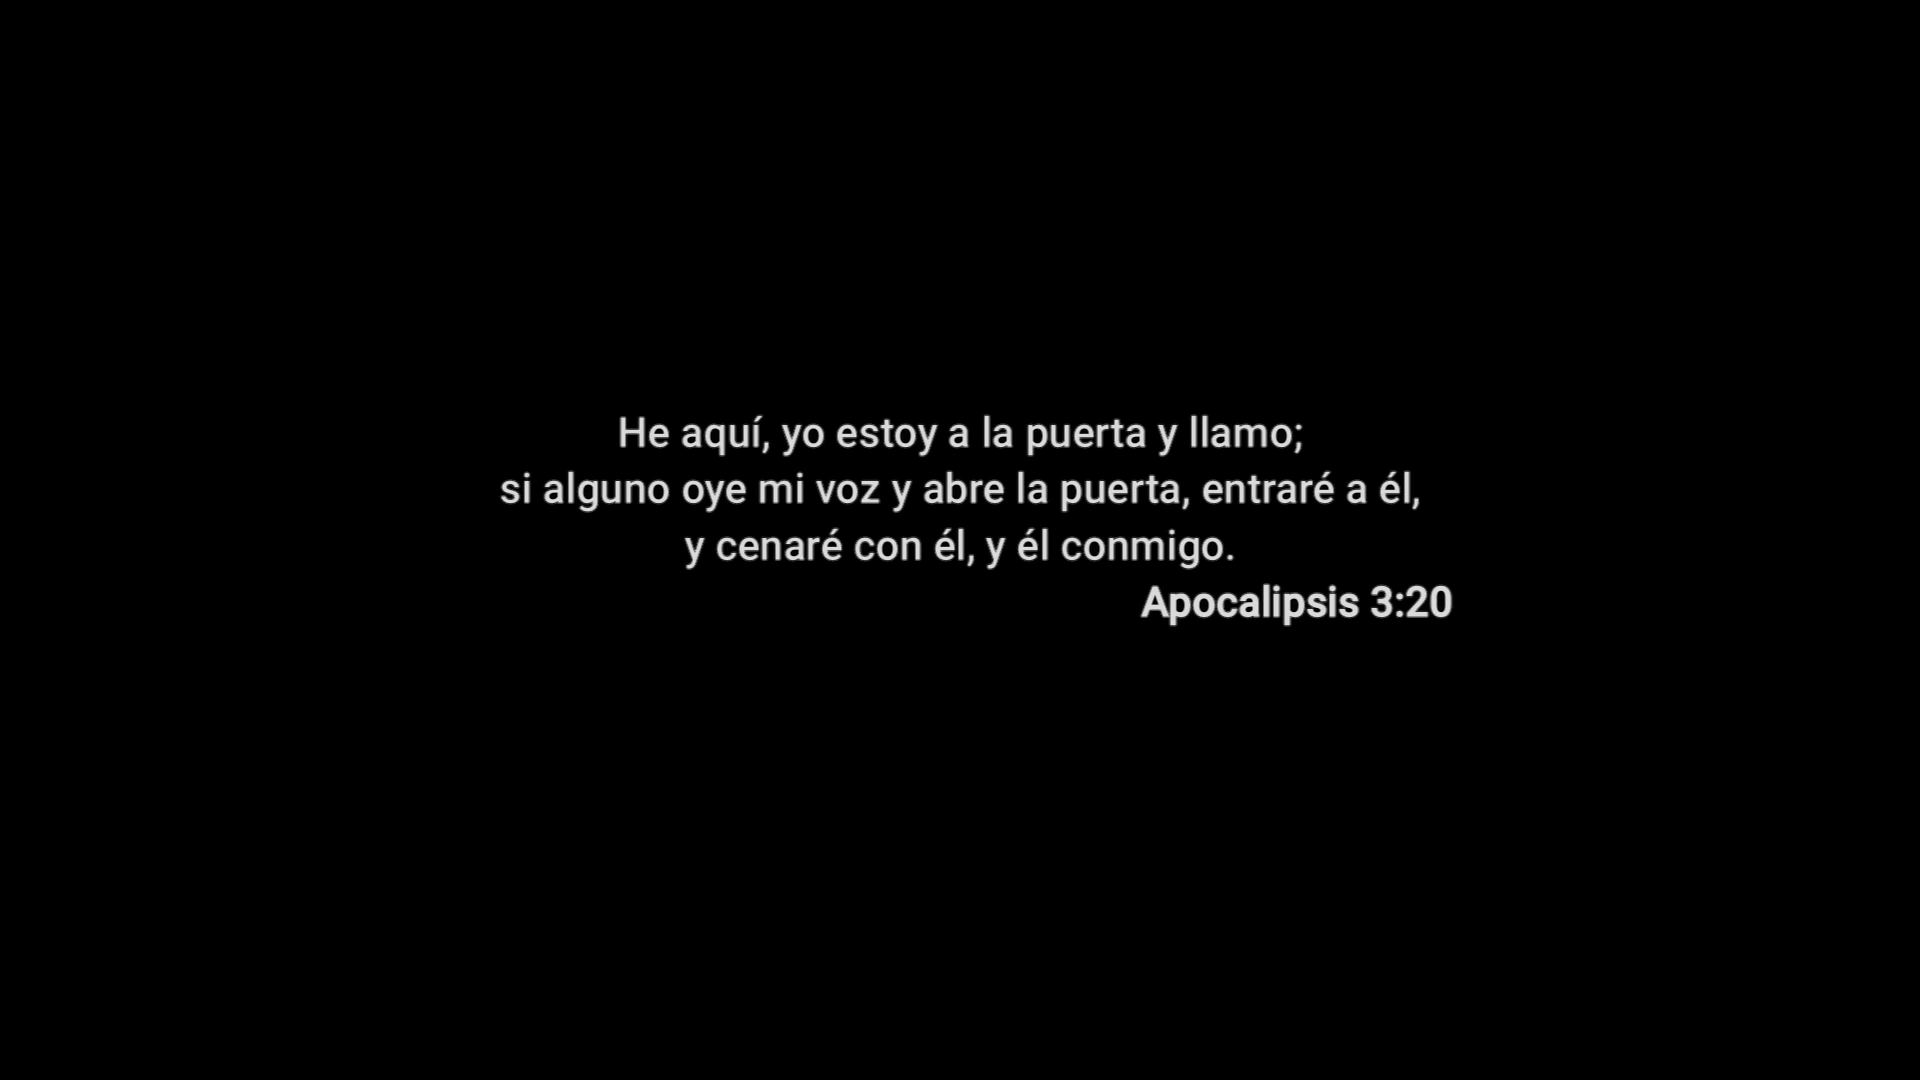 He aquí, yo estoy a la puerta y llamo;
si alguno oye mi voz y abre la puerta, entraré a él,
y cenaré con él, y él conmigo.
Apocalipsis 3:20